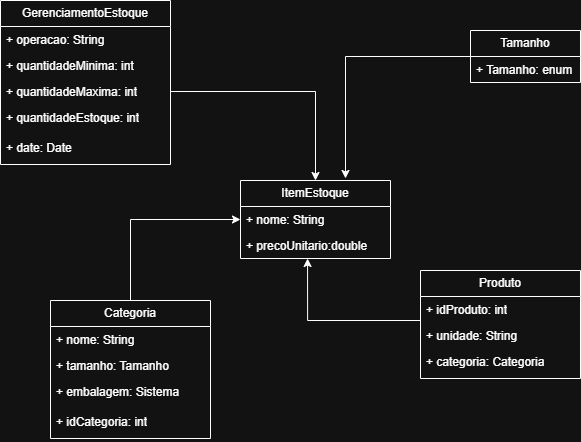 GerenciamentoEstoque
+ operacao: String
+ quantidadeMinima: int
+ quantidadeMaxima: int
+ quantidadeEstoque: int
+ date: Date
Tamanho
+ Tamanho: enum
ItemEstoque
+ nome: String
+ precoUnitario:double
Categoria
+ nome: String
+ tamanho: Tamanho
+ embalagem: Sistema
+ idCategoria: int
Produto
+ idProduto: int
+ unidade: String
+ categoria: Categoria